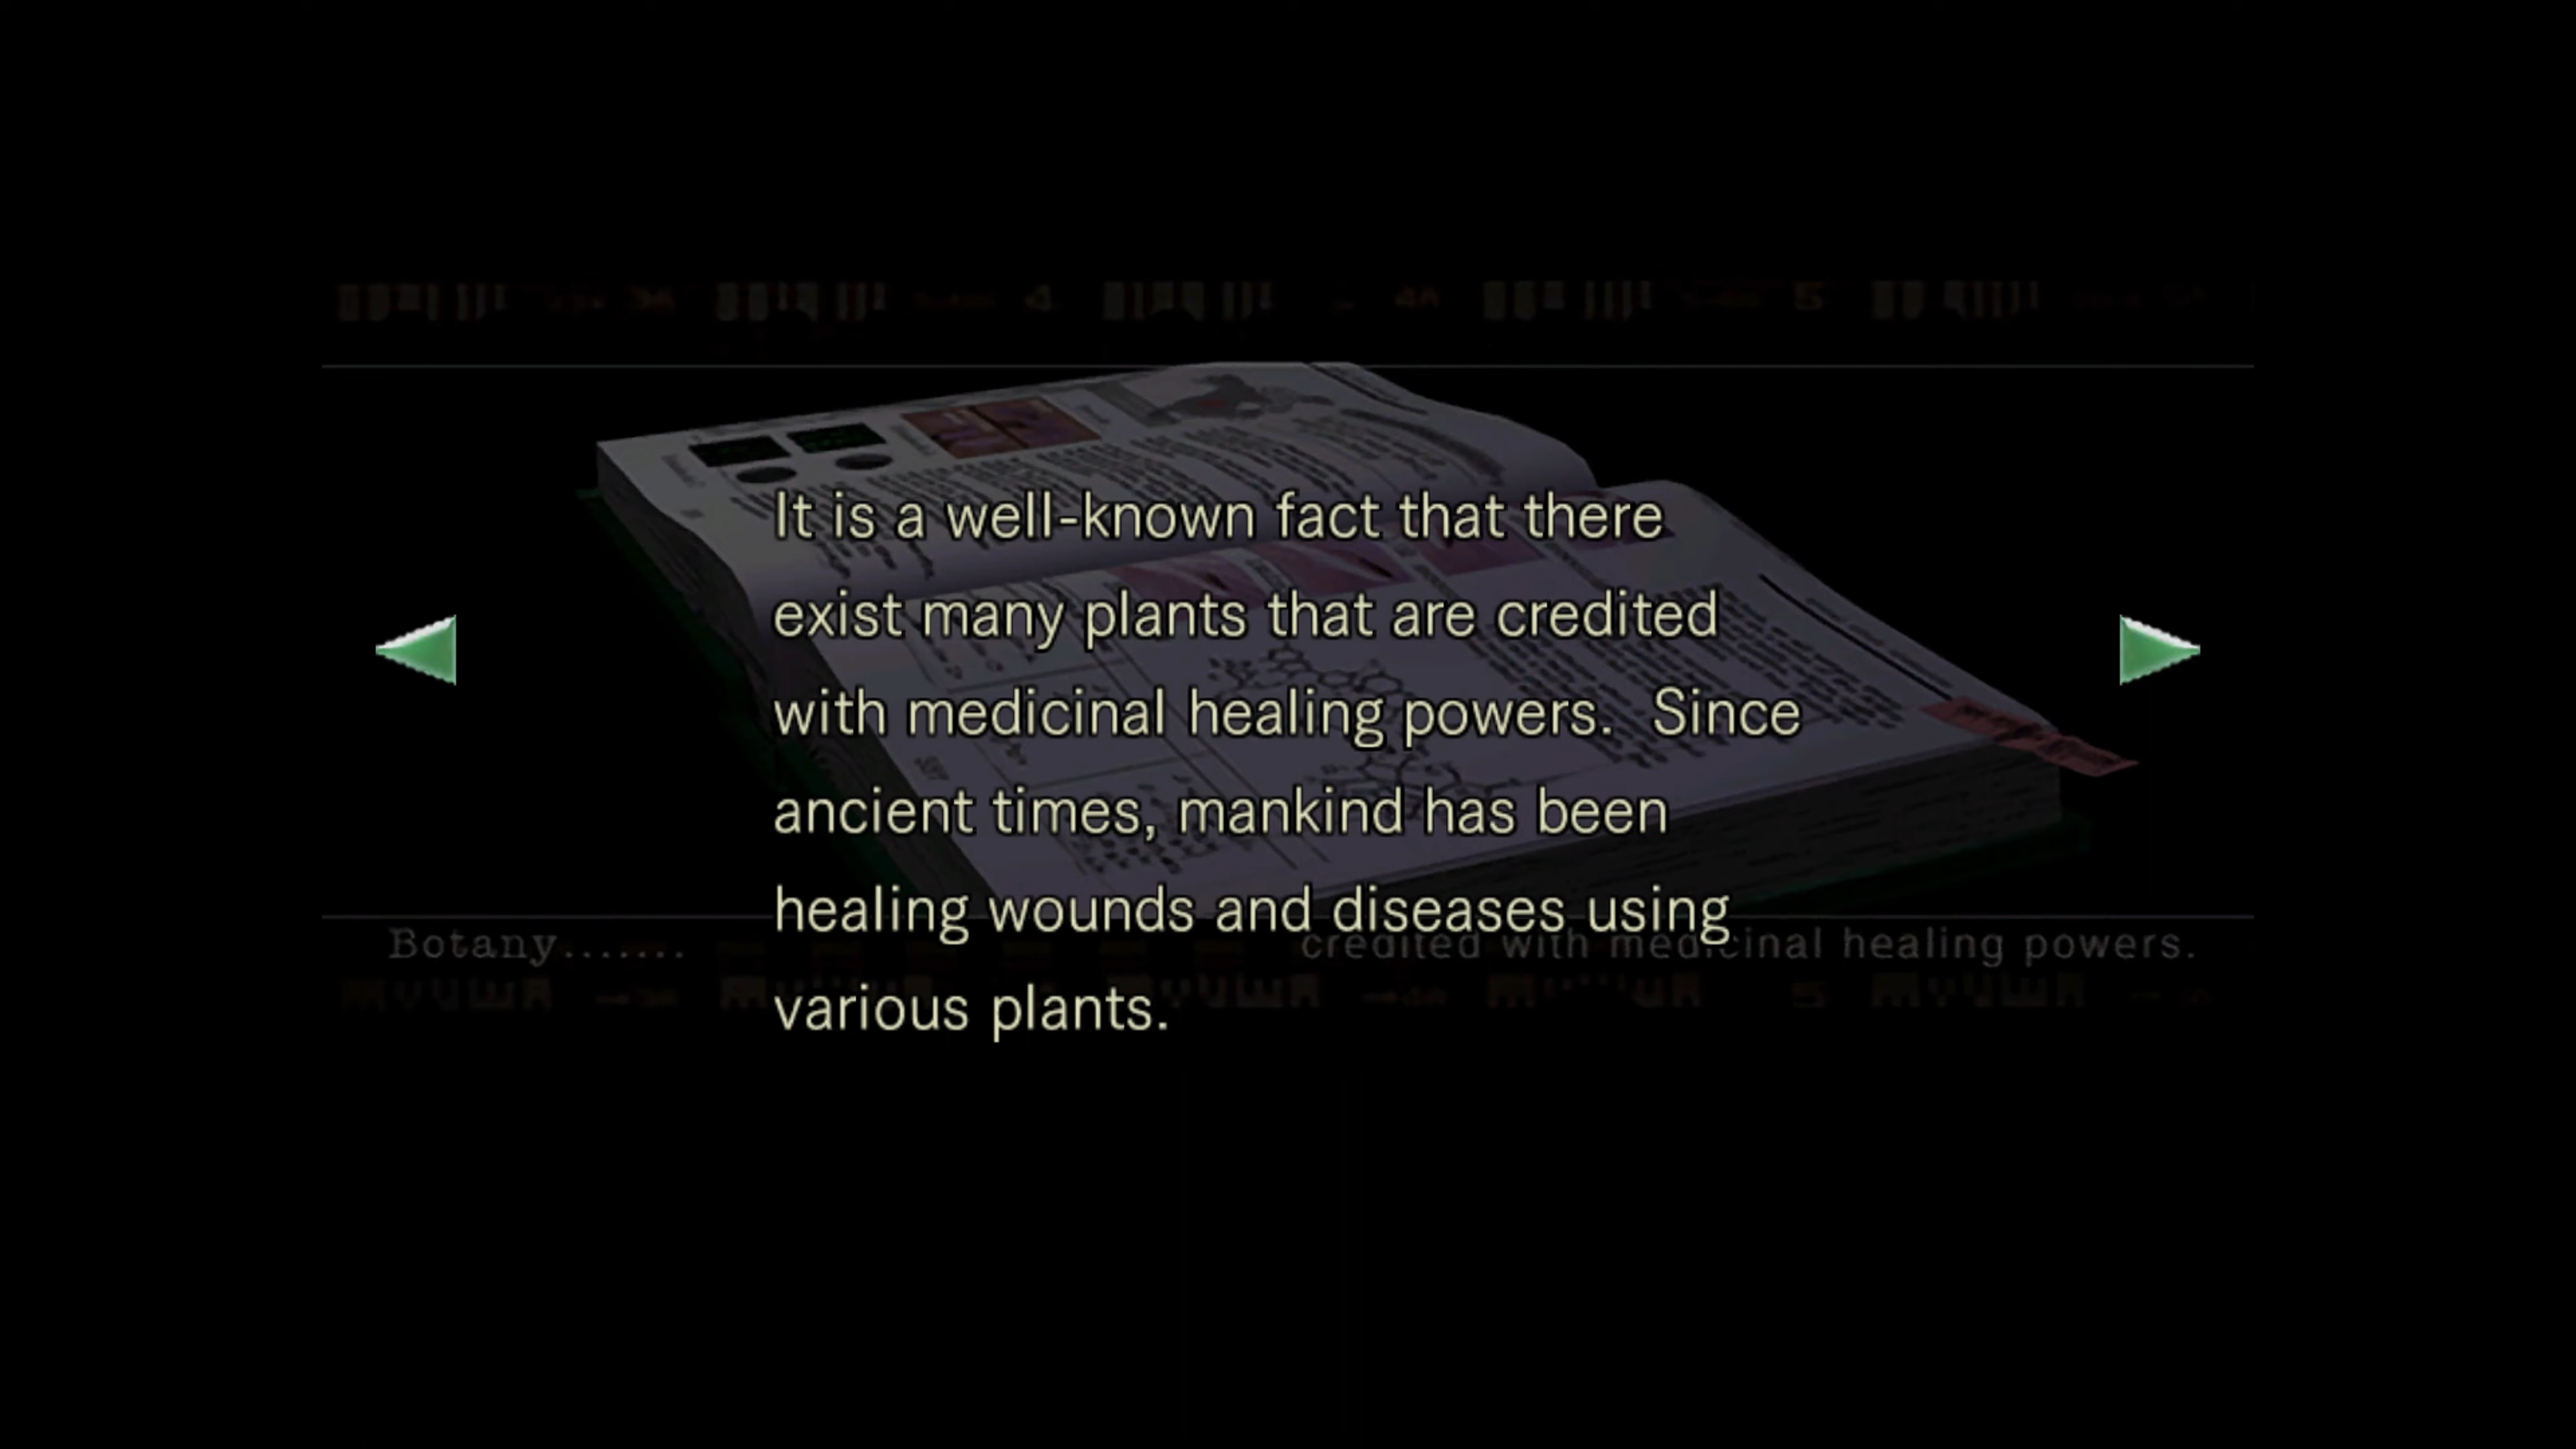 It is a well-known fact that there
exist many plants that are credited
with medicinal healing powers.  Since
ancient times, mankind has been
healing wounds and diseases using
various plants.
Botany.......
credited with medicinal healing powers.